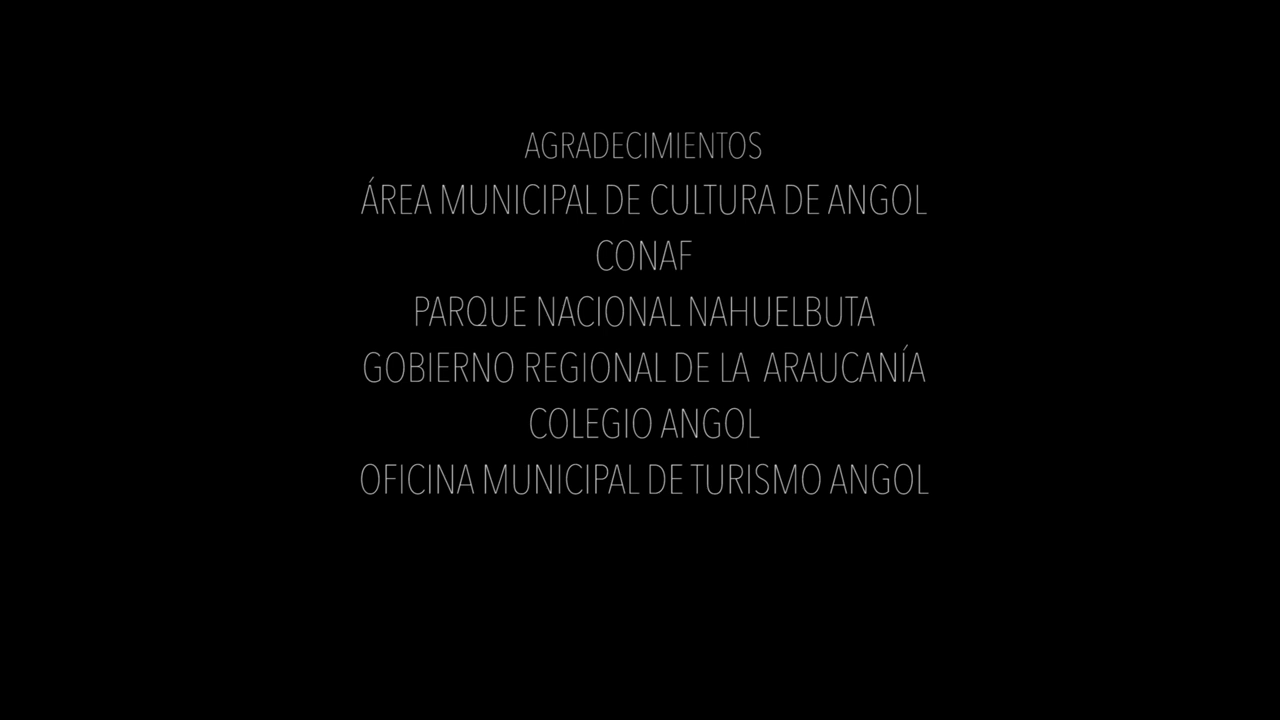 AGRADECIMIENTOS
ÁREA MUNICIPAL DE CULTURA DE ANGOL
CONAF
PARQUE NACIONAL NAHUELBUTA
GOBIERNO REGIONAL DE LA ARAUCANÍA
COLEGIO ANGOL
OFICINA MUNICIPAL DE TURISMO ANGOL